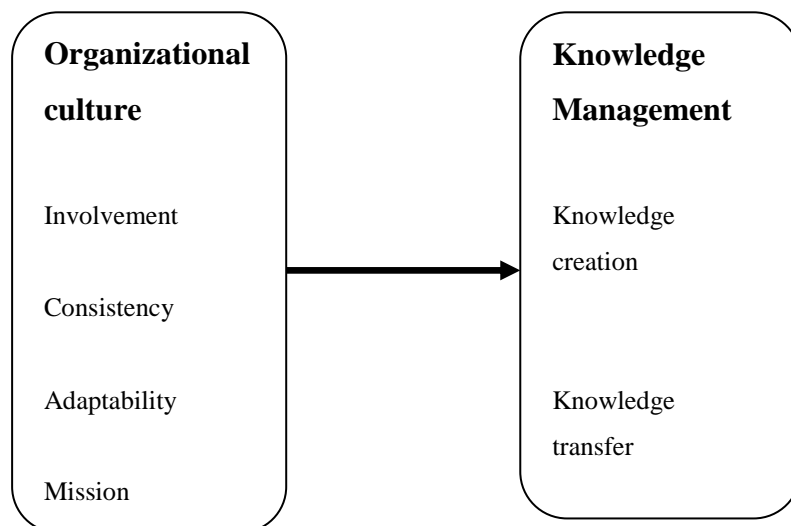 Organizational
culture
Involvement
Consistency
Adaptability
Mission
Knowledge
Management
Knowledge
creation
Knowledge
transfer